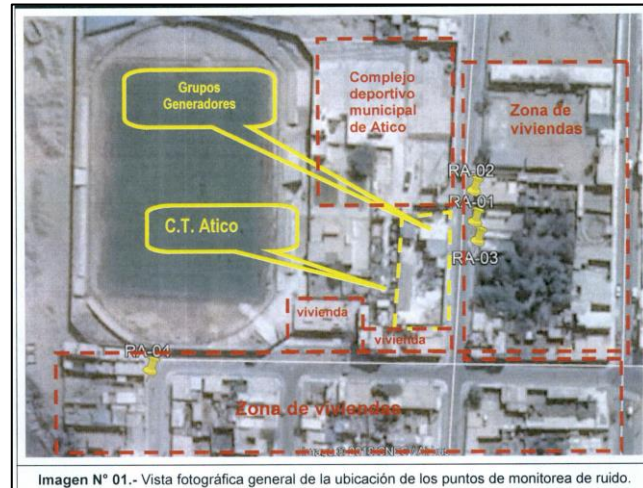 Grupos
Generadores
Complejo
deportivo
municipal
de Atico
Zona de
viviendas
RA-02
RA-01
C.T. Atico
RA-03
vivienda
vivienda
RA-04
Zona de viviendas
Imagen N° 01.- Vista fotográfica general de la ubicación de los puntos de monitorea de ruido.